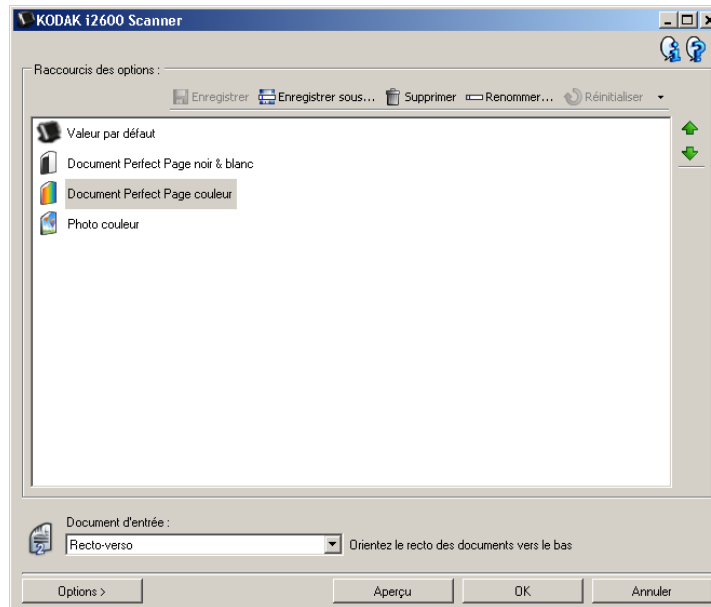 KODAK i2600 Scanner
Raccourcis des options :
Enregistrer Enregistrer sous... Supprimer Renommer... Réinitialiser
Valeur par défaut
Document Perfect Page noir & blanc
Document Perfect Page couleur
Photo couleur
Document d'entrée :
Recto-verso Orientez le recto des documents vers le bas
Options > Aperçu OK Annuler